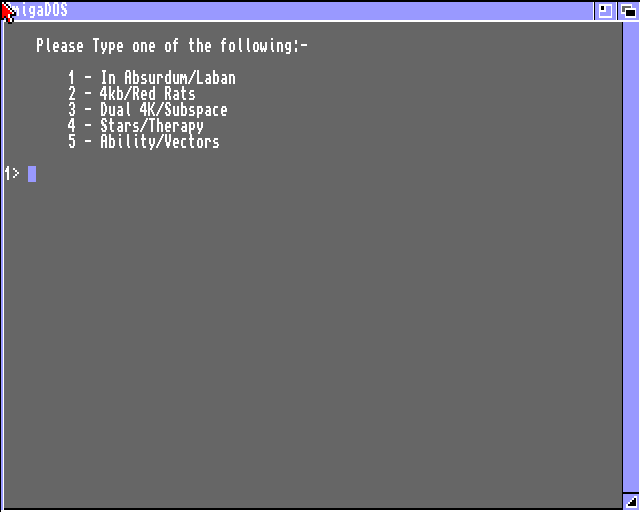 migaDOS
Please Type one of the following:-
1 - In Absurdum/Laban
2 - 4kb/Red Rats
3 - Dual 4K/Subspace
4 - Stars/Therapy
5 - Ability/Vectors
1>